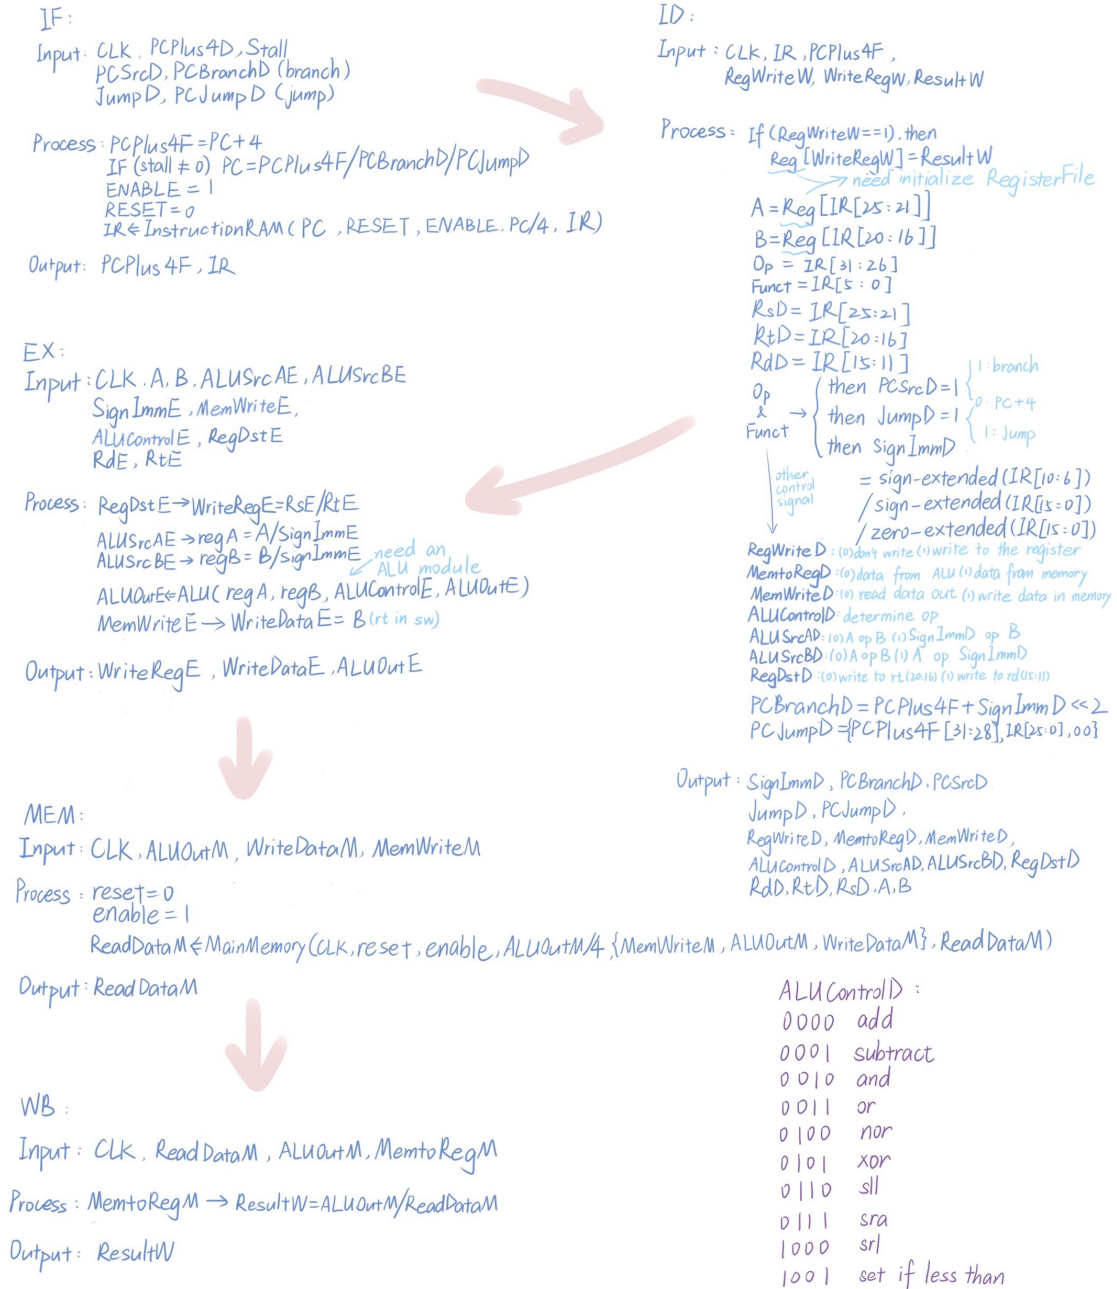 IF:
Input: CLK, PCPlus4D, Stall
PCSrcD, PCBranchD (branch)
JumpD, PCJumpD (jump)
Process: PCPlus4F=PC+4
IF (stall ≠ 0) PC=PCPlus4F/PCBranchD/PCJumpD
ENABLE = 1
RESET=0
IR⇐InstructionRAM(PC, RESET, ENABLE, PC/4, IR)
Output: PCPlus4F, IR
ID:
Input: CLK, IR, PCPlus4F,
RegWriteW, WriteRegW, ResultW
Process: If (RegWriteW==1), then
Reg[WriteRegW]=ResultW
need initialize RegisterFile
A=Reg[IR[25:21]]
B=Reg[IR[20:16]]
Op = IR[31:26]
Funct = IR[5:0]
RsD= IR[25:21]
RtD=IR[20:16]
RdD=IR[15:11]
Op & Funct → { then PCSrcD=1 { 1: branch
0: PC+4
then JumpD=1 { 1: Jump
then SignImmD
= sign-extended(IR[10:6])
/sign-extended(IR[15:0])
/zero-extended(IR[15:0])
other
control
signal
RegWriteD: (0)don't write (1)write to the register
MemtoRegD: (0)data from ALU (1)data from memory
MemWriteD: (0) read data out (1) write data in memory
ALUControlD: determine op
ALUSrcAD: (0)A op B (1)SignImmD op B
ALUSrcBD: (0)A op B (1) A op SignImmD
RegDstD: (0)write to rt(20:16) (1) write to rd(15:11)
PCBranchD=PCPlus4F+SignImmD<<2
PCJumpD={PCPlus4F[31:28],IR[25:0],00}
Output: SignImmD, PCBranchD, PCSrcD
JumpD, PCJumpD,
RegWriteD, MemtoRegD, MemWriteD,
ALUControlD, ALUSrcAD, ALUSrcBD, RegDstD
RdD, RtD, RsD, A, B
EX:
Input: CLK, A, B, ALUSrcAE, ALUSrcBE
SignImmE, MemWriteE,
ALUControlE, RegDstE
RdE, RtE
Process: RegDstE→WriteRegE=RsE/RtE
ALUSrcAE→regA=A/SignImmE
ALUSrcBE→regB=B/signImmE
need an
ALU module
ALUOutE⇐ALU(regA, regB, ALUControlE, ALUOutE)
MemWriteE → WriteDataE= B(rt in sw)
Output: WriteRegE, WriteDataE, ALUOutE
MEM:
Input: CLK, ALUOutM, WriteDataM, MemWriteM
Process: reset=0
enable=1
ReadDataM⇐MainMemory(CLK, reset, enable, ALUOutM/4,{MemWriteM, ALUOutM, WriteDataM}, ReadDataM)
Output: ReadDataM
WB:
Input: CLK, ReadDataM, ALUOutM, MemtoRegM
Process: MemtoRegM → ResultW=ALUOutM/ReadDataM
Output: ResultW
ALUControlD:
0000 add
0001 subtract
0010 and
0011 or
0100 nor
0101 xor
0110 sll
0111 sra
1000 srl
1001 set if less than